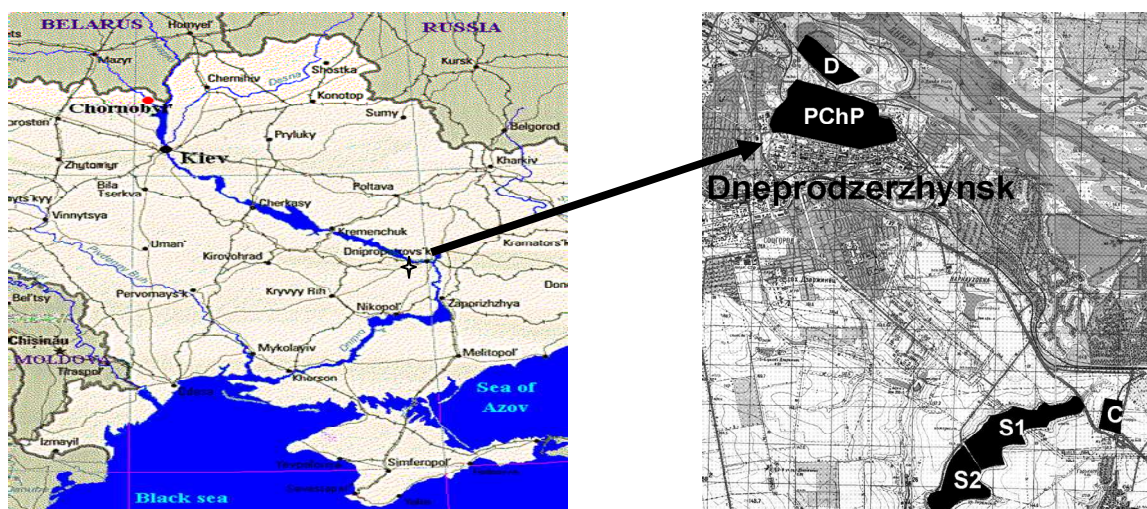 BELARUS
Homyel'
RUSSIA
Mazyr
Kursk
Shostka
Desna
Chernihiv
Chornobyl'
Konotop
Sumy
Belgorod
Pryluky
Kiev
Zhytomyr
Kharkiv
Bila
Tserkva
Poltava
Vinnytsya
Cherkasy
Kremenchuk
Uman'
Kirovohrad
Dnipropetrovs'k
Kramators'k
Pervomays'k
Kryvyy Rih
Bel'tsy
Nikopol'
Zaporizhzhya
Chisinau
MOLDOVA
Tiraspol'
Mykolayiv
Melitopol'
Kherson
Sea of
Azov
Izmayil
Simferopol'
Black sea
D
PChP
Dneprodzerzhynsk
S1
C
S2